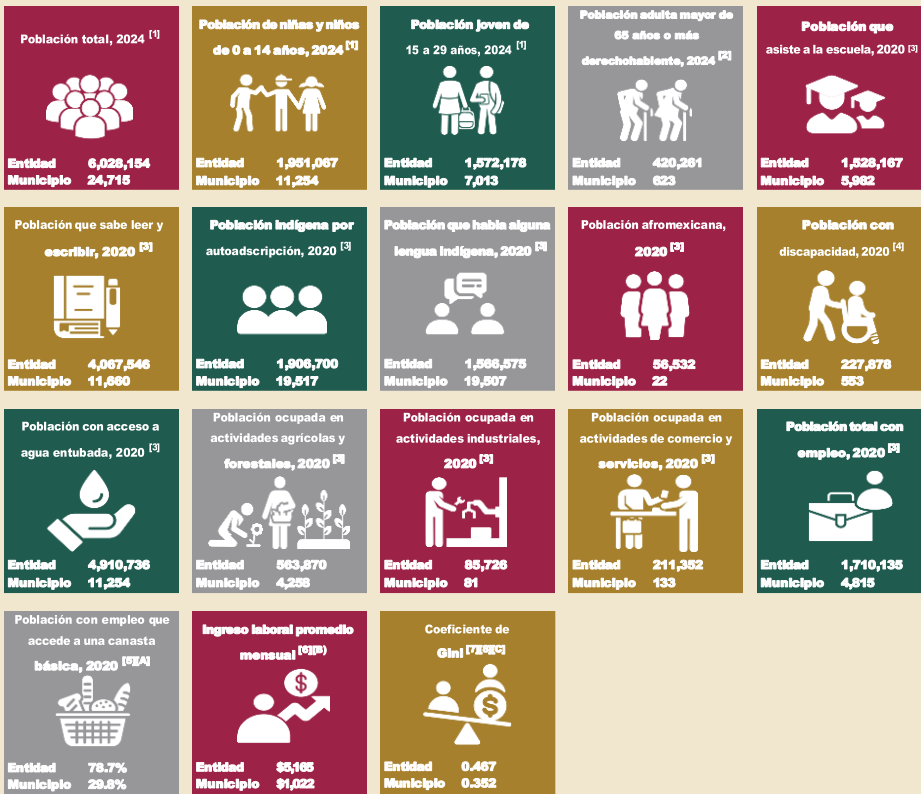 Población total, 2024 [1]
Entidad 6,028,154
Municipio 24,715
Población de niñas y niños
de 0 a 14 años, 2024 [1]
Entidad 1,951,067
Municipio 11,254
Población joven de
15 a 29 años, 2024 [1]
Entidad 1,572,178
Municipio 7,013
Población adulta mayor de
65 años o más
derechohabiente, 2024 [2]
Entidad 420,261
Municipio 623
Población que
asiste a la escuela, 2020 [3]
Entidad 1,528,167
Municipio 5,962
Población que sabe leer y
escribir, 2020 [3]
Entidad 4,067,546
Municipio 11,660
Población indígena por
autoadscripción, 2020 [3]
Entidad 1,906,700
Municipio 19,517
Población que habla alguna
lengua indígena, 2020 [3]
Entidad 1,566,575
Municipio 19,507
Población afromexicana,
2020 [3]
Entidad 56,532
Municipio 22
Población con
discapacidad, 2020 [4]
Entidad 227,878
Municipio 553
Población con acceso a
agua entubada, 2020 [3]
Entidad 4,910,736
Municipio 11,254
Población ocupada en
actividades agrícolas y
forestales, 2020 [3]
Entidad 563,870
Municipio 4,258
Población ocupada en
actividades industriales,
2020 [3]
Entidad 85,726
Municipio 81
Población ocupada en
actividades de comercio y
servicios, 2020 [3]
Entidad 211,352
Municipio 133
Población total con
empleo, 2020 [3]
Entidad 1,710,135
Municipio 4,815
Población con empleo que
accede a una canasta
básica, 2020 [5][A]
Entidad 78.7%
Municipio 29.8%
Ingreso laboral promedio
mensual [6][B)
$
Entidad $5,165
Municipio $1,022
Coeficiente de
Gini [7][8][C]
$
Entidad 0.467
Municipio 0.352